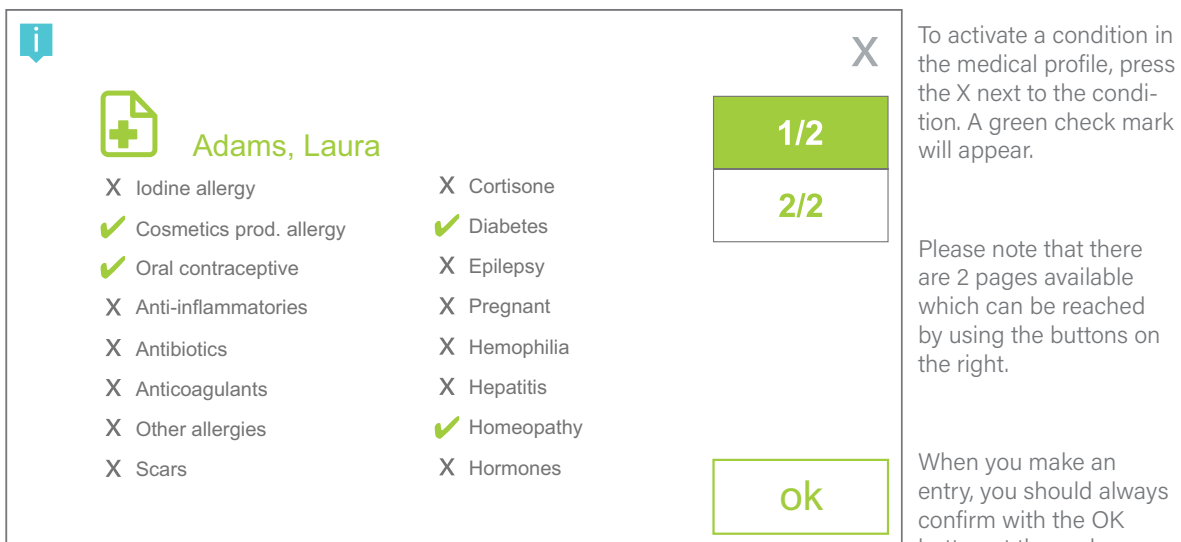 i
X
Adams, Laura
X Iodine allergy
✔ Cosmetics prod. allergy
✔ Oral contraceptive
X Anti-inflammatories
X Antibiotics
X Anticoagulants
X Other allergies
X Scars
X Cortisone
✔ Diabetes
X Epilepsy
X Pregnant
X Hemophilia
X Hepatitis
✔ Homeopathy
X Hormones
1/2
2/2
ok
To activate a condition in
the medical profile, press
the X next to the condi-
tion. A green check mark
will appear.
Please note that there
are 2 pages available
which can be reached
by using the buttons on
the right.
When you make an
entry, you should always
confirm with the OK